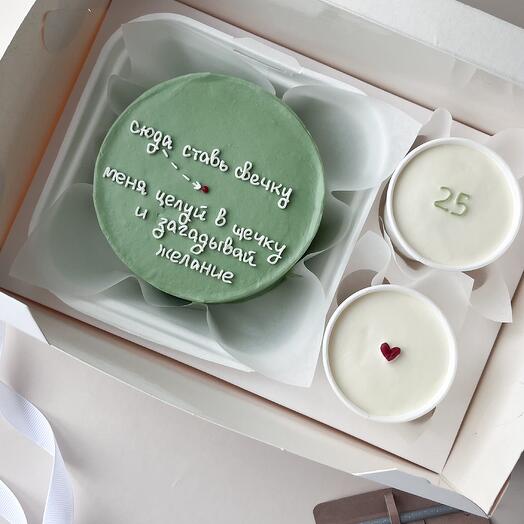 сюда ставь свечку
меня целуй в щечку
и загадывай
желание
25